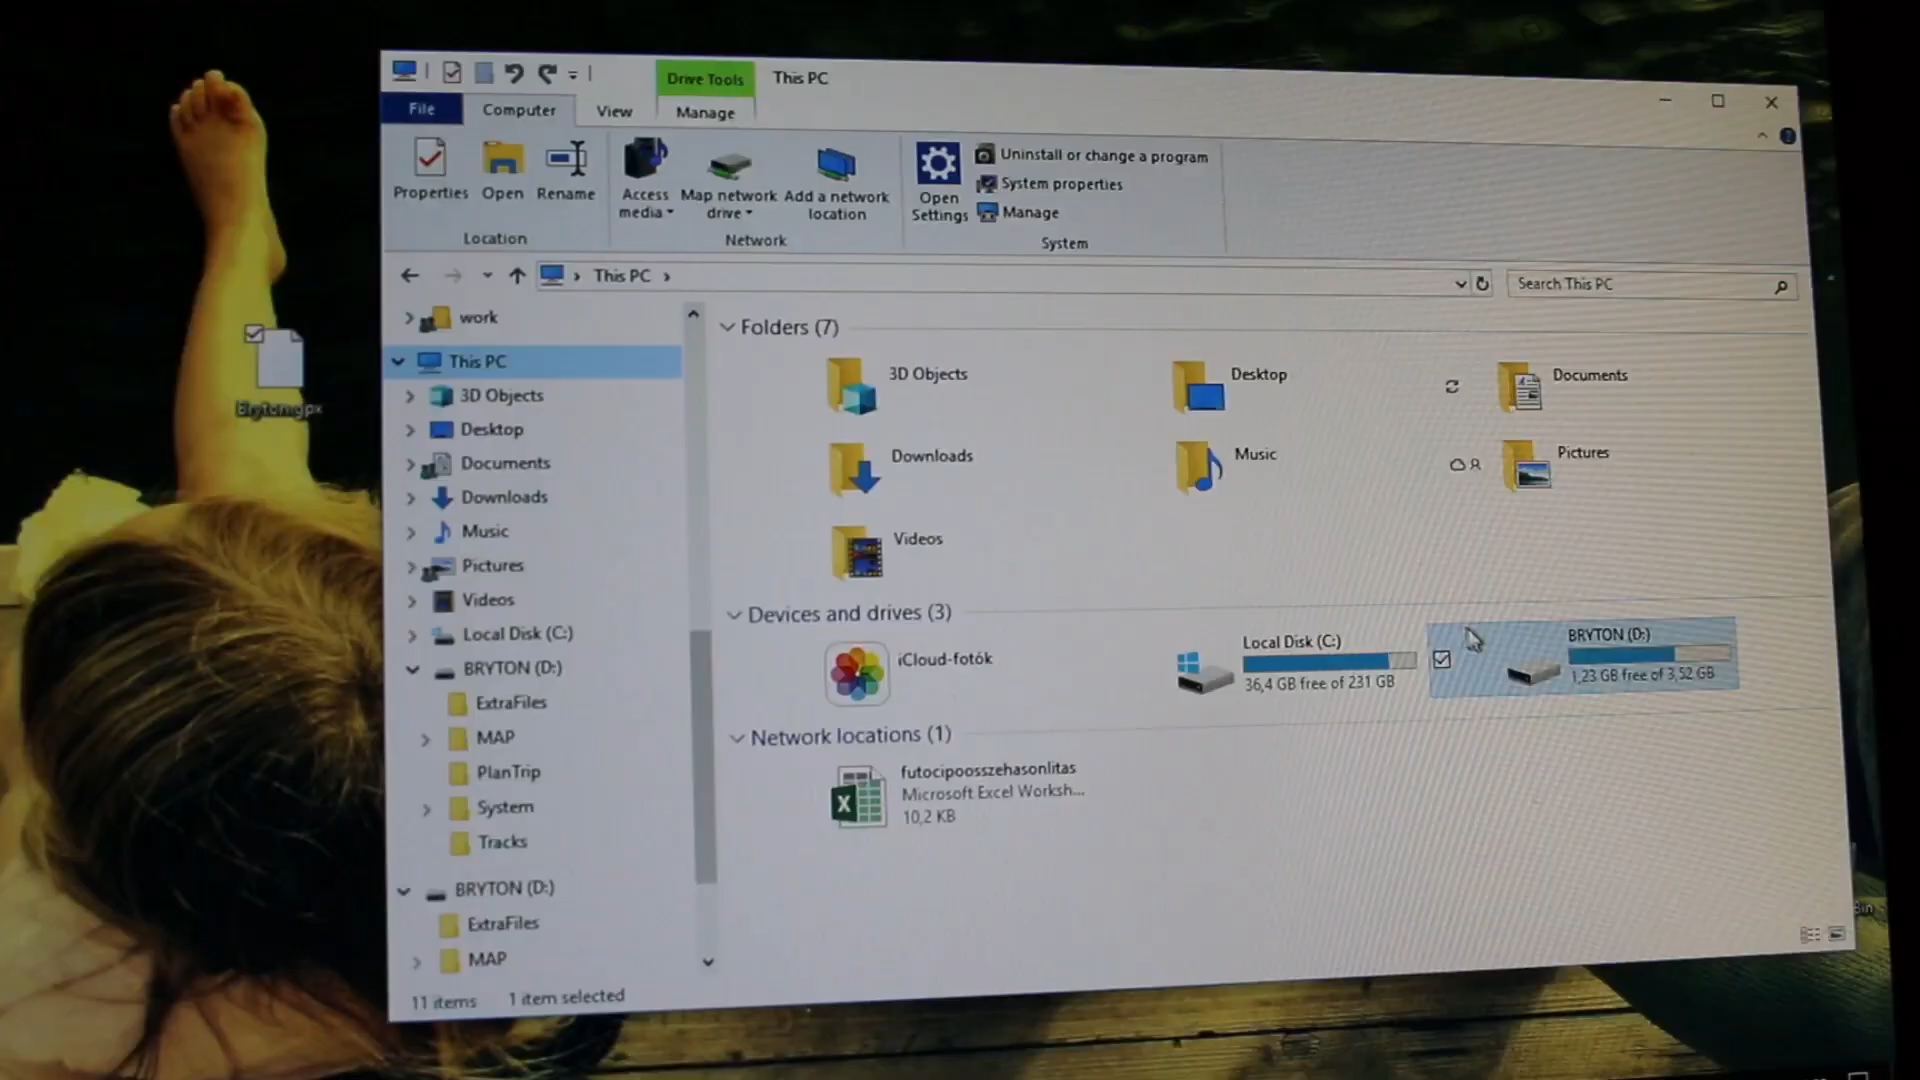 Drive Tools
This PC
File
Computer
View
Manage
Properties
Open
Rename
Access
media
Map network
drive
Add a network
location
Open
Settings
Uninstall or change a program
System properties
Manage
Location
Network
System
This PC
Search This PC
work
This PC
3D Objects
Desktop
Documents
Downloads
Music
Pictures
Videos
Local Disk (C:)
BRYTON (D:)
ExtraFiles
MAP
PlanTrip
System
Tracks
BRYTON (D:)
ExtraFiles
MAP
Folders (7)
3D Objects
Desktop
Documents
Downloads
Music
Pictures
Videos
Devices and drives (3)
iCloud-fotók
Local Disk (C:)
36,4 GB free of 231 GB
BRYTON (D:)
1,23 GB free of 3,52 GB
Network locations (1)
futocipoosszehasonlitas
Microsoft Excel Worksh...
10,2 KB
11 items
1 item selected
Bryton.gpx
Bin